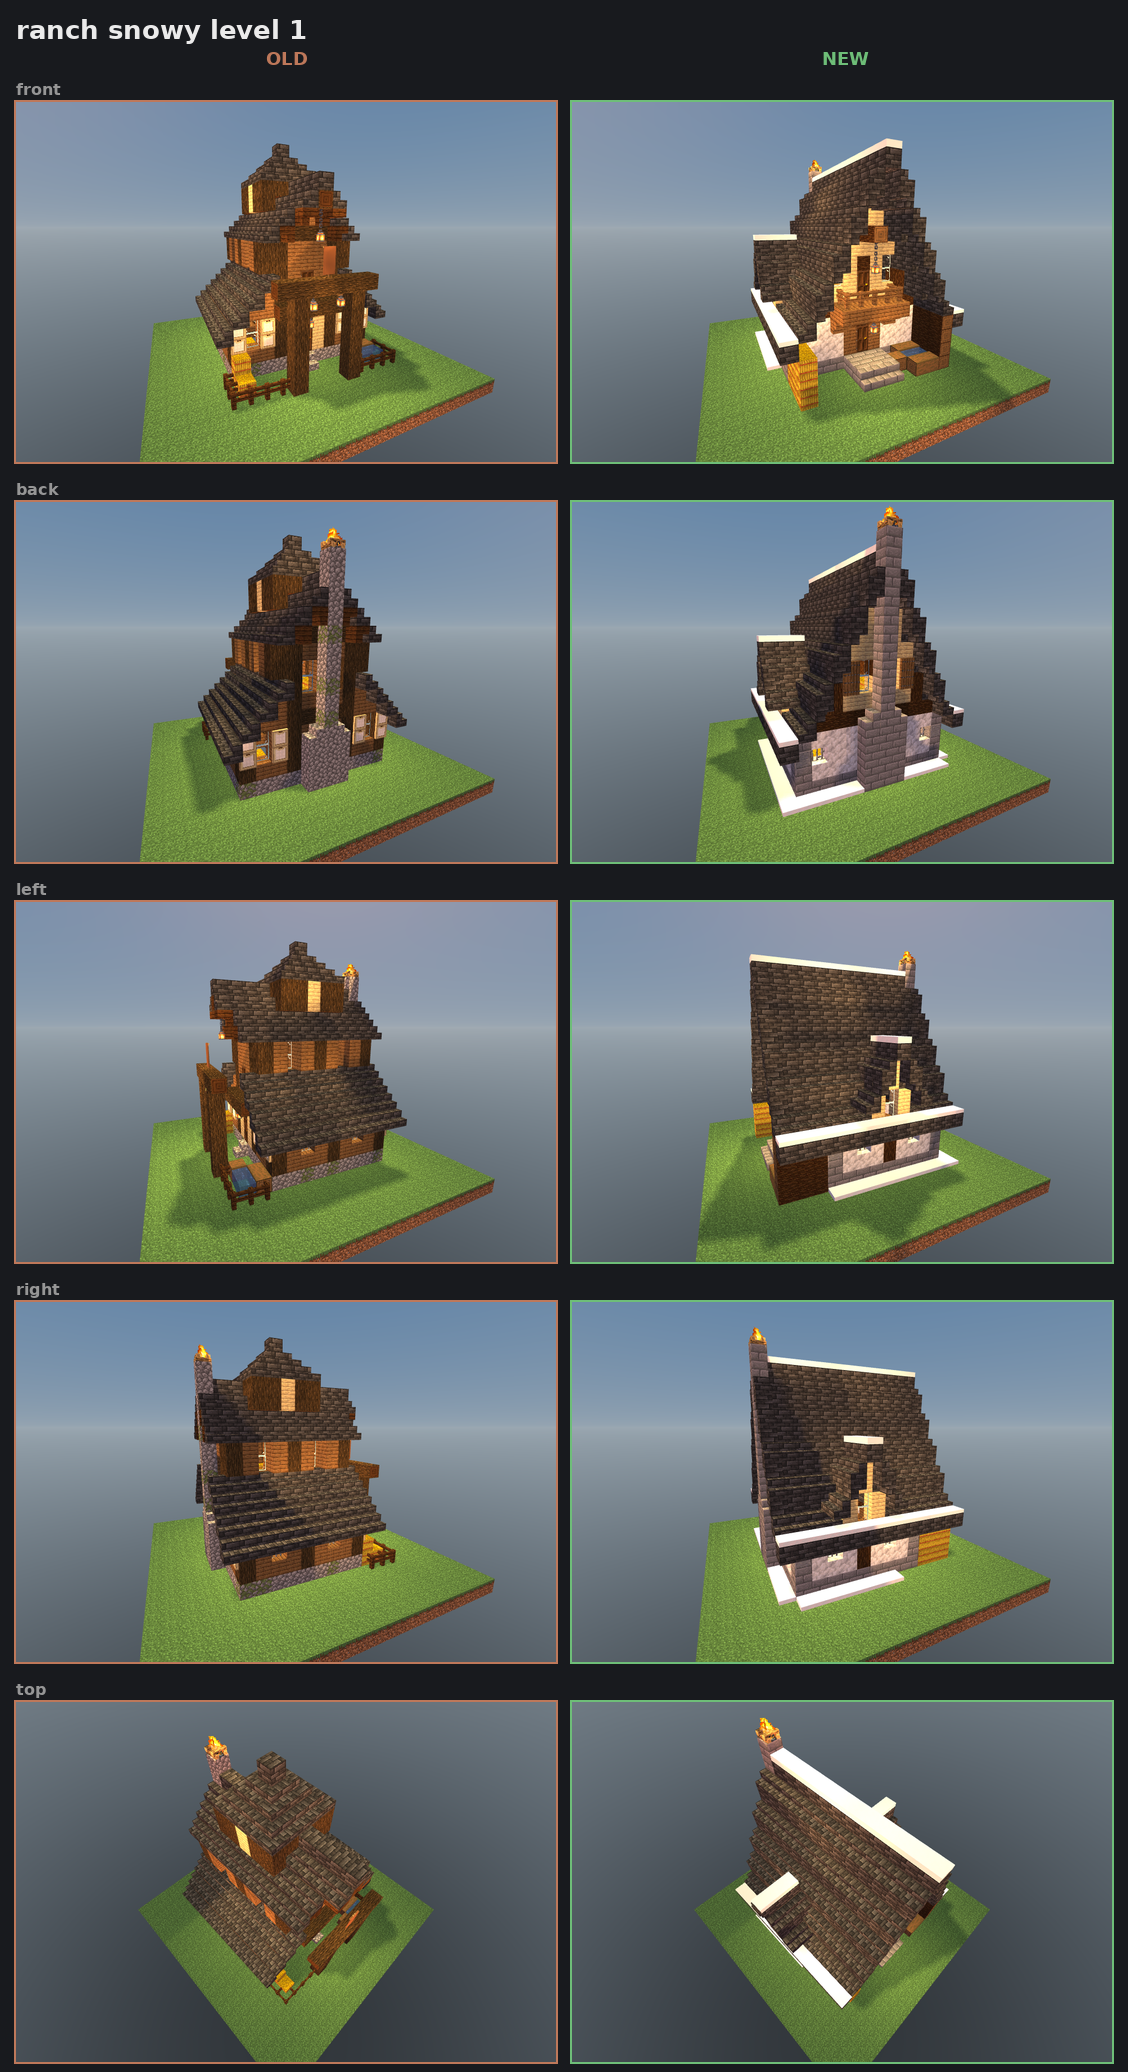 ranch snowy level 1
OLD
NEW
front
back
left
right
top